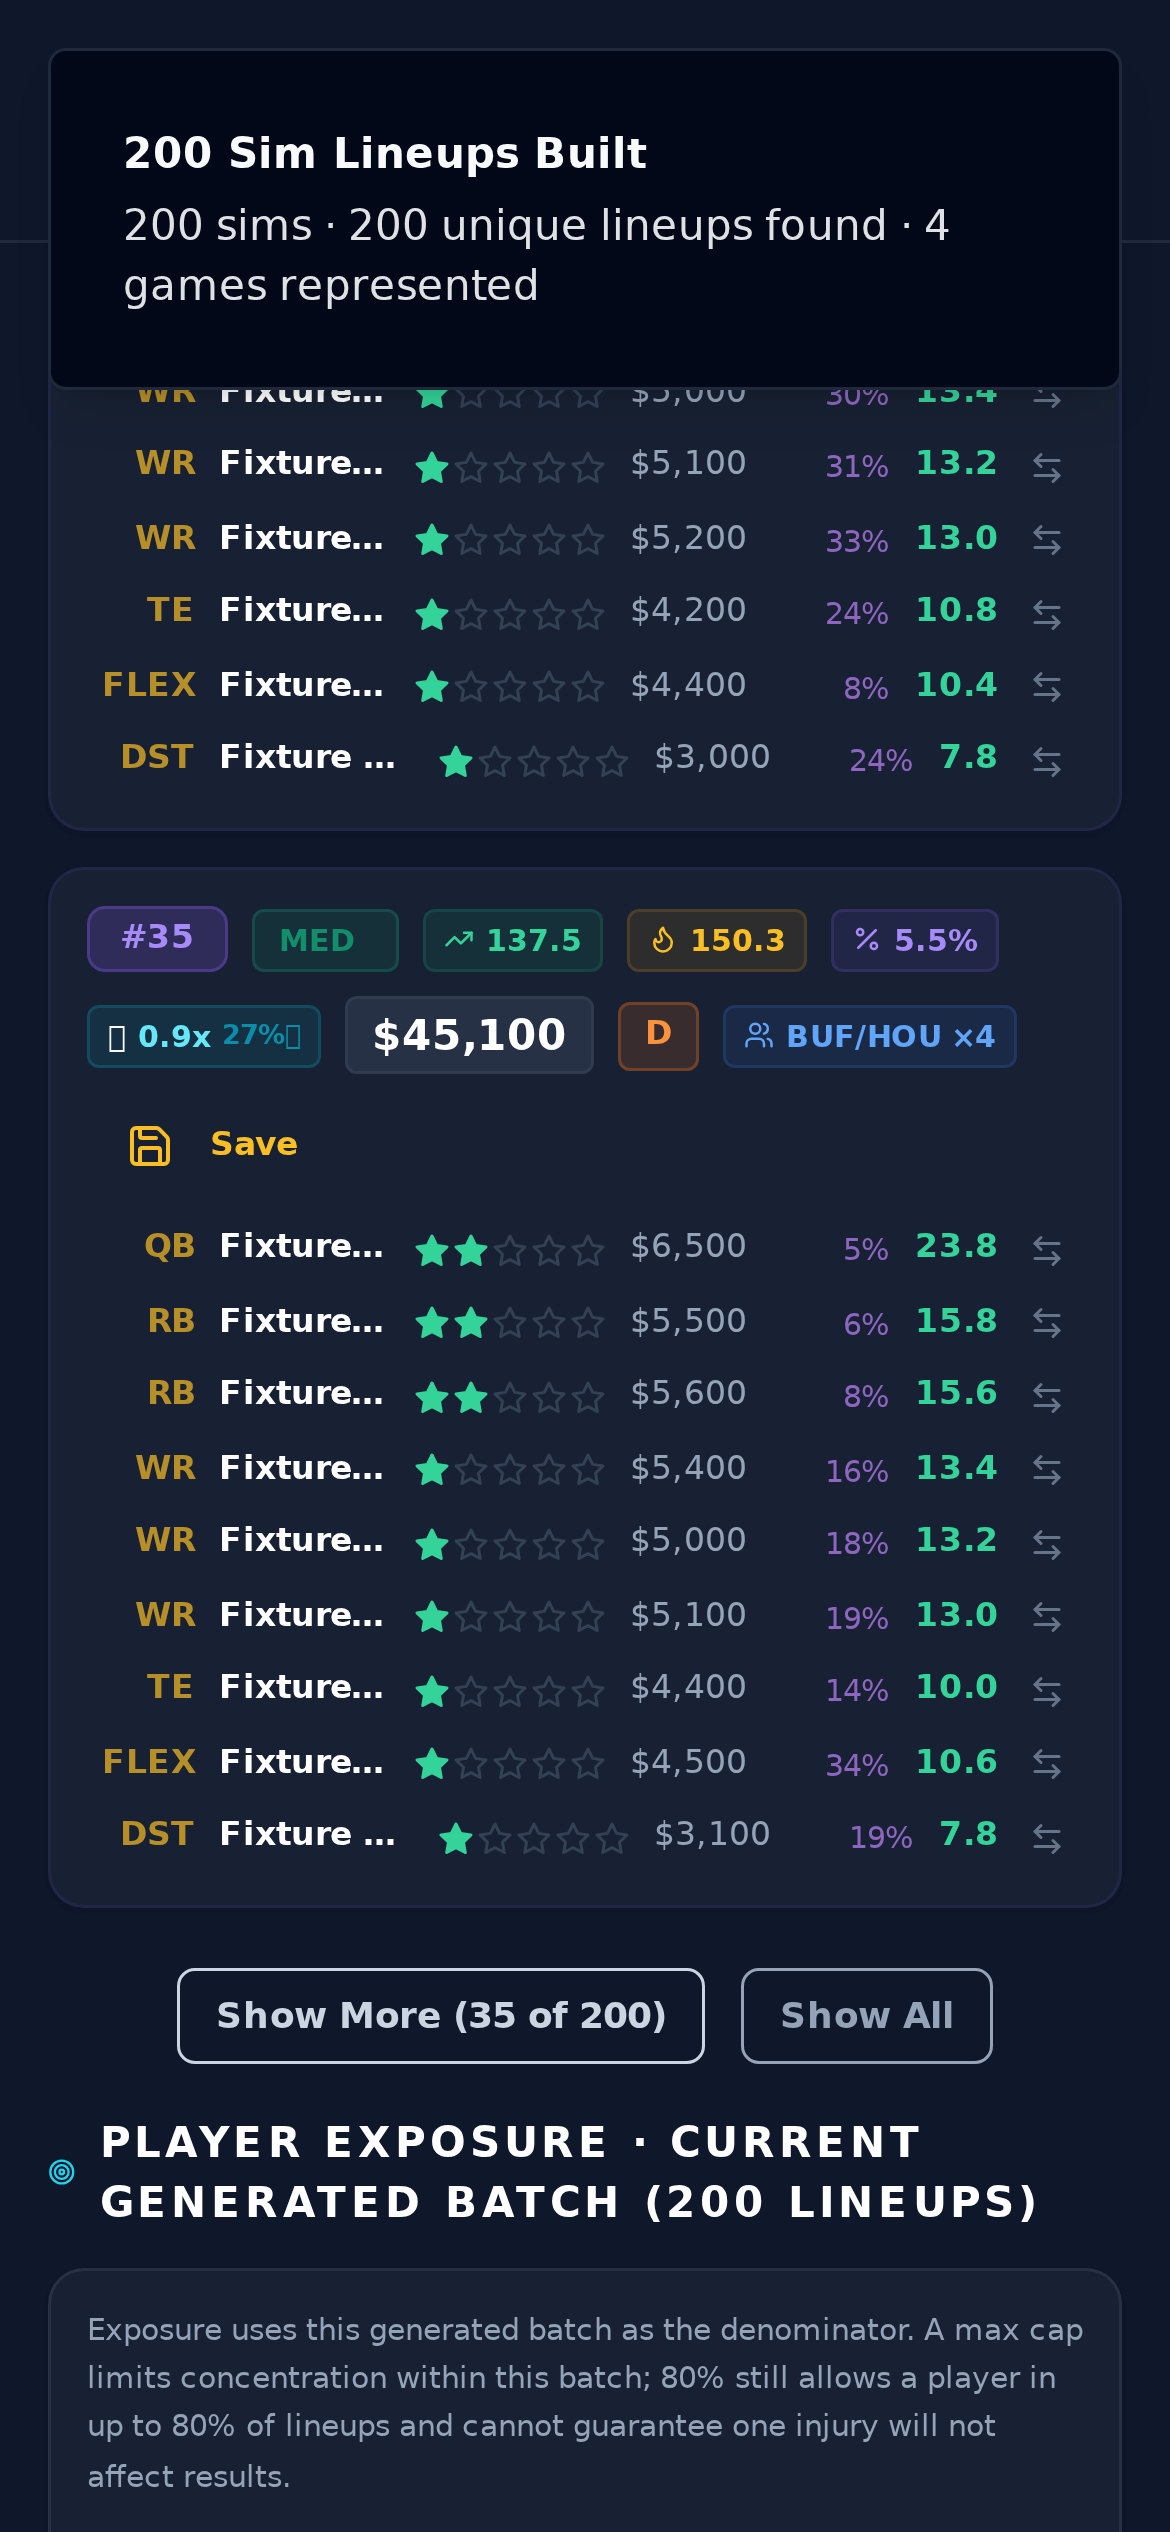 200 Sim Lineups Built
200 sims · 200 unique lineups found · 4
games represented
WR Fixture... $5,000 30% 13.4
WR Fixture... $5,100 31% 13.2
WR Fixture... $5,200 33% 13.0
TE Fixture... $4,200 24% 10.8
FLEX Fixture... $4,400 8% 10.4
DST Fixture ... $3,000 24% 7.8
#35 MED 137.5 150.3 5.5%
0.9x 27% $45,100 D BUF/HOU ×4
Save
QB Fixture... $6,500 5% 23.8
RB Fixture... $5,500 6% 15.8
RB Fixture... $5,600 8% 15.6
WR Fixture... $5,400 16% 13.4
WR Fixture... $5,000 18% 13.2
WR Fixture... $5,100 19% 13.0
TE Fixture... $4,400 14% 10.0
FLEX Fixture... $4,500 34% 10.6
DST Fixture ... $3,100 19% 7.8
Show More (35 of 200) Show All
PLAYER EXPOSURE · CURRENT
GENERATED BATCH (200 LINEUPS)
Exposure uses this generated batch as the denominator. A max cap
limits concentration within this batch; 80% still allows a player in
up to 80% of lineups and cannot guarantee one injury will not
affect results.